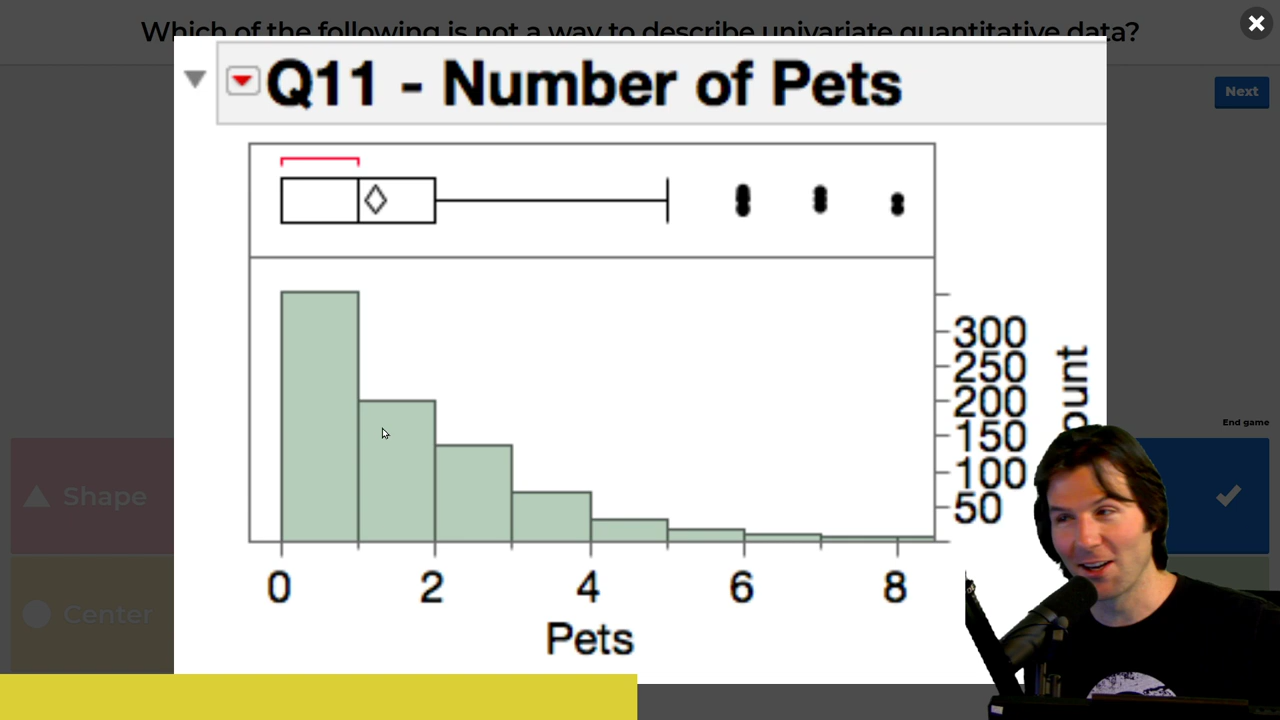 Which of the following is not a way to describe univariate quantitative data?
Next
Q11 - Number of Pets
300
250
200
150
100
50
0 2 4 6 8
Pets
End game
Shape
Center